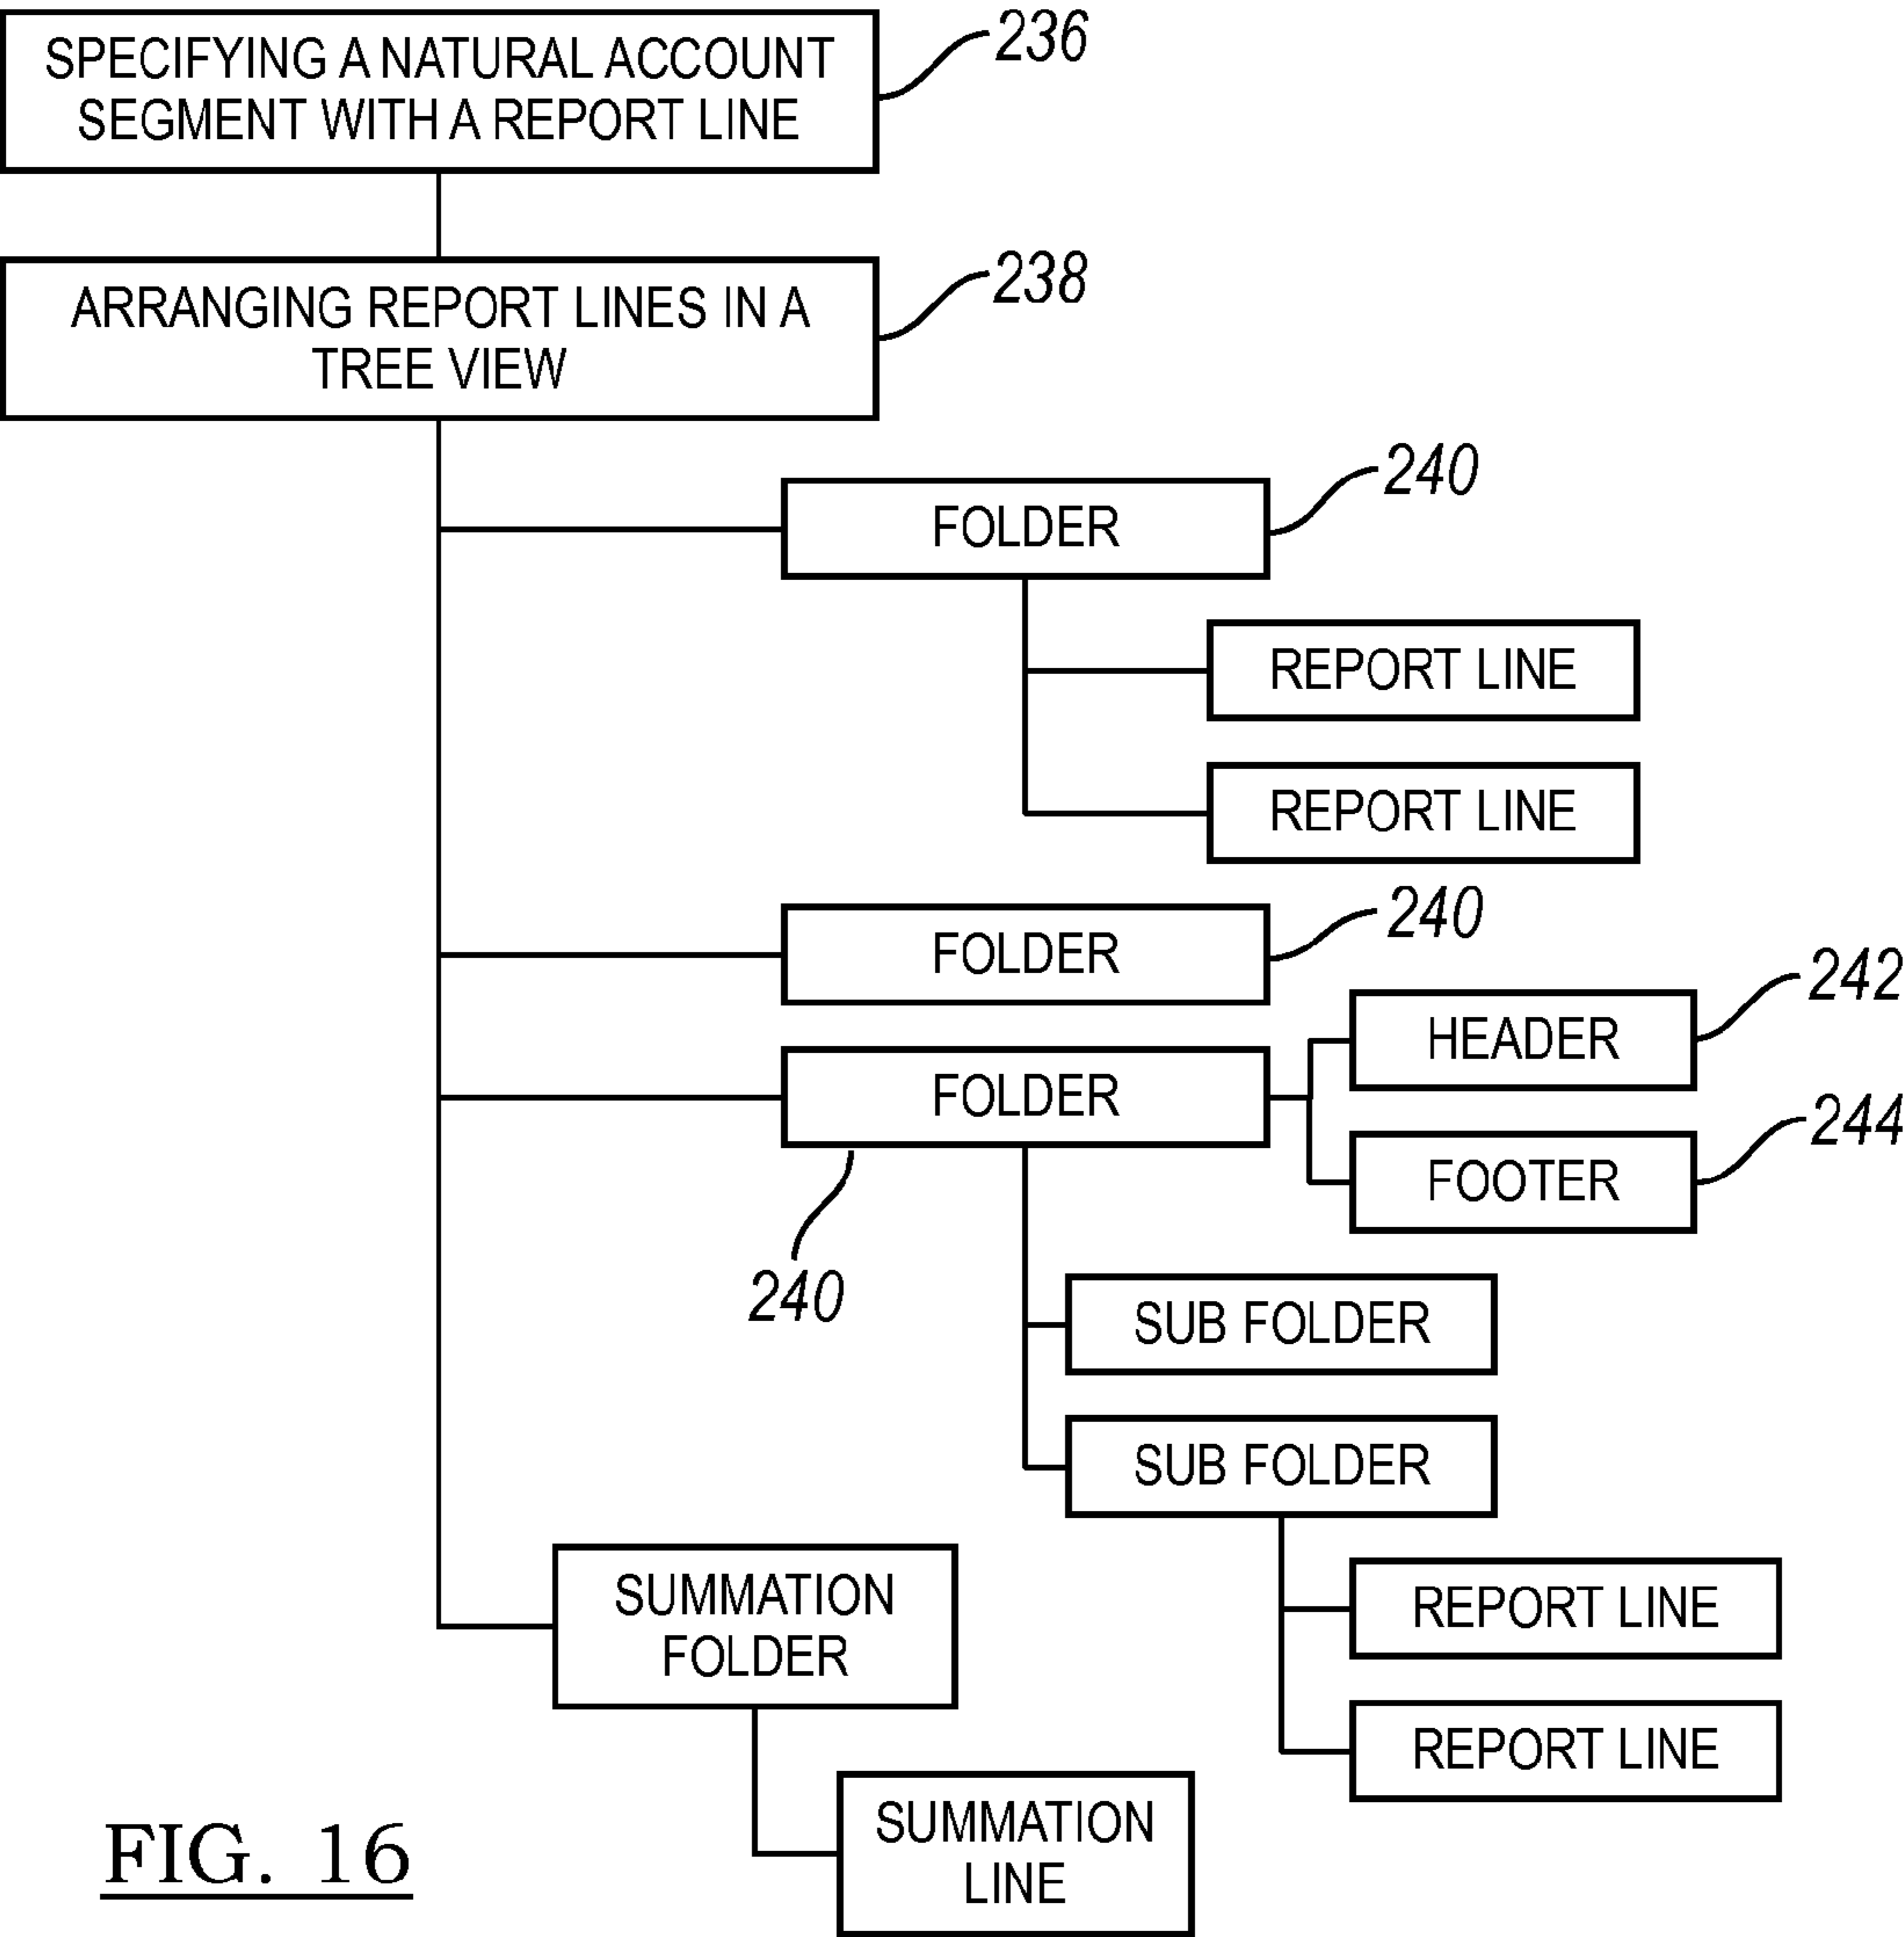 SPECIFYING A NATURAL ACCOUNT
SEGMENT WITH A REPORT LINE
236
ARRANGING REPORT LINES IN A
TREE VIEW
238
FOLDER
240
REPORT LINE
REPORT LINE
FOLDER
240
HEADER
242
FOLDER
FOOTER
244
240
SUB FOLDER
SUB FOLDER
SUMMATION
FOLDER
REPORT LINE
REPORT LINE
SUMMATION
LINE
FIG. 16